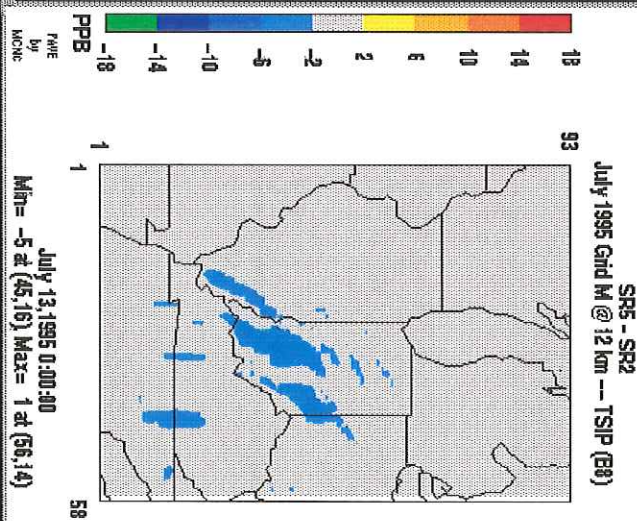 SR5 - SR2
July 1995 Grid M @ 12 km --- TSIP (B8)
18
14
10
6
2
-2
-6
-10
-14
-18
PPB
93
1
1
58
PAVE
by
MCNC
July 13,1995 0:00:00
Min= -5 at (45,16), Max= 1 at (56,14)